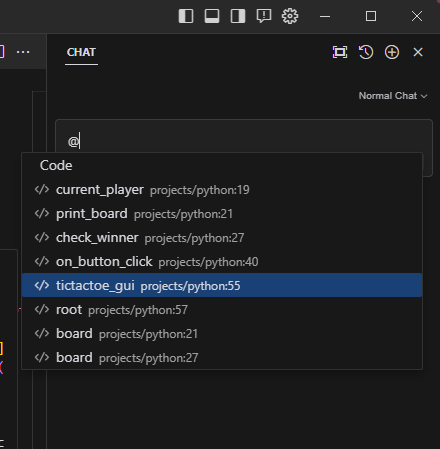 ]
CHAT
Normal Chat
@
Code
current_player projects/python:19
print_board projects/python:21
check_winner projects/python:27
on_button_click projects/python:40
tictactoe_gui projects/python:55
root projects/python:57
board projects/python:21
board projects/python:27
]
(